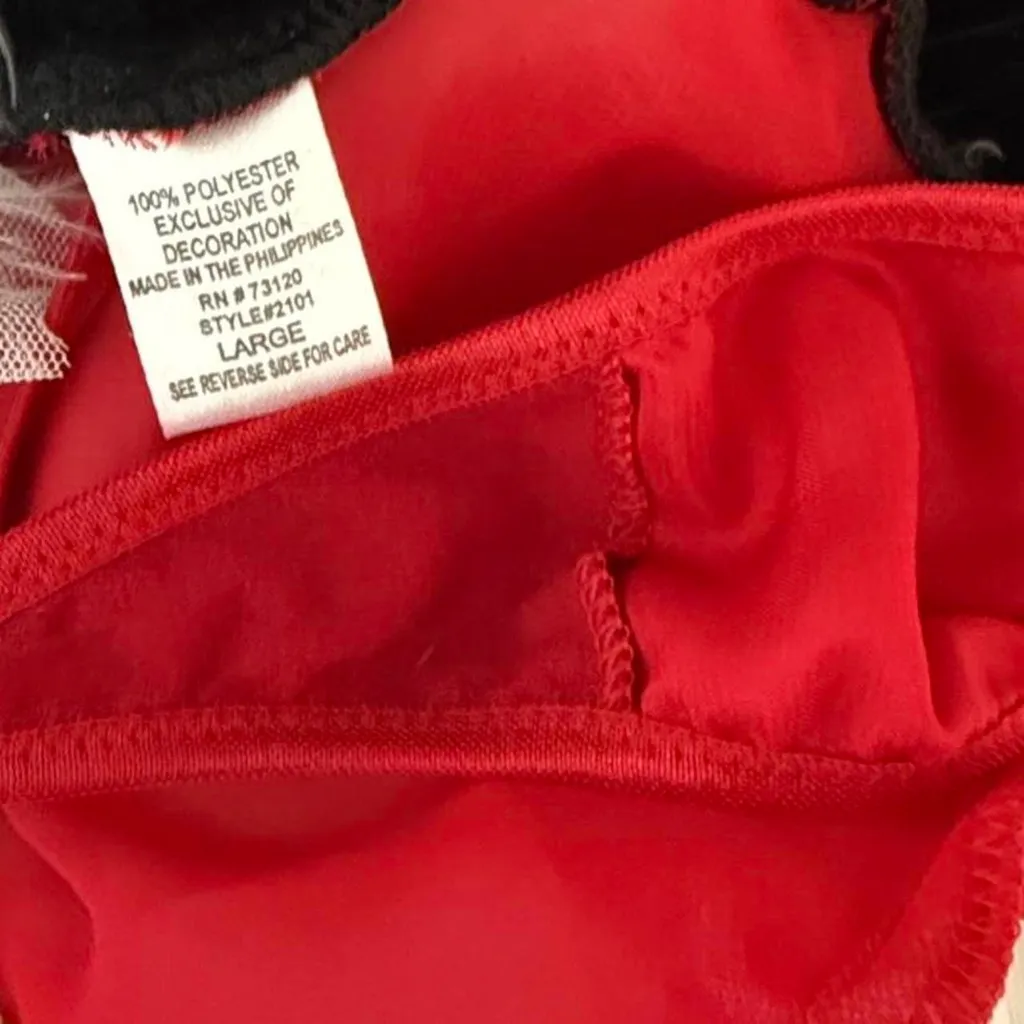 100% POLYESTER
EXCLUSIVE OF
DECORATION
MADE IN THE PHILIPPINES
RN # 73120
STYLE#2101
LARGE
SEE REVERSE SIDE FOR CARE